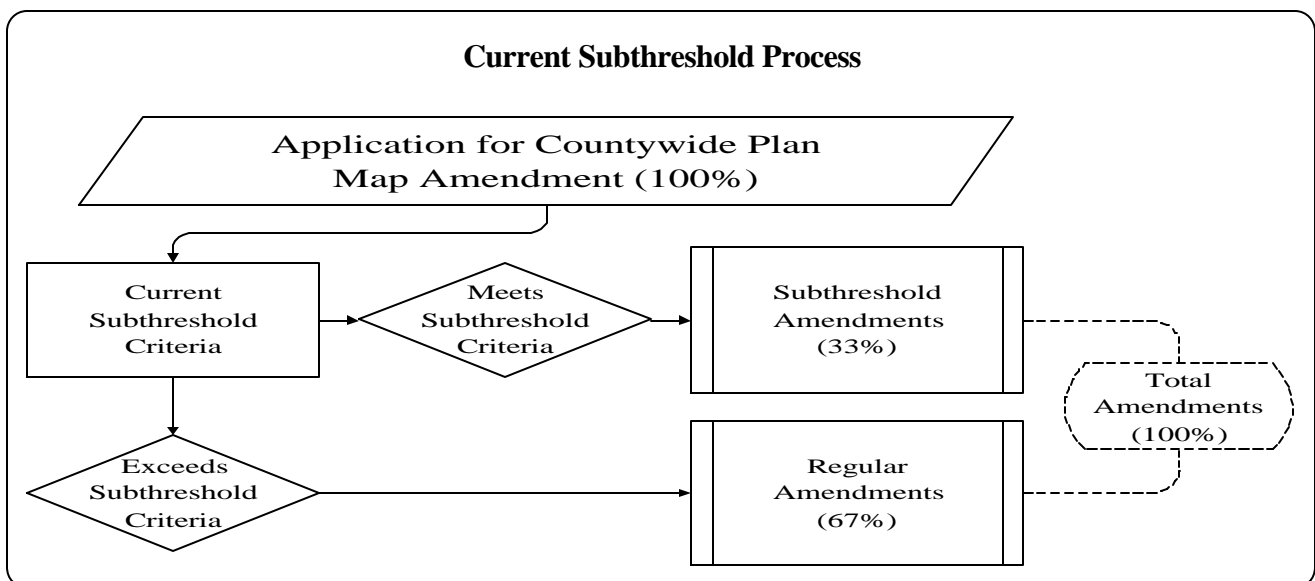 Current Subthreshold Process
Application for Countywide Plan
Map Amendment (100%)
Current
Subthreshold
Criteria
Meets
Subthreshold
Criteria
Subthreshold
Amendments
(33%)
Total
Amendments
(100%)
Exceeds
Subthreshold
Criteria
Regular
Amendments
(67%)